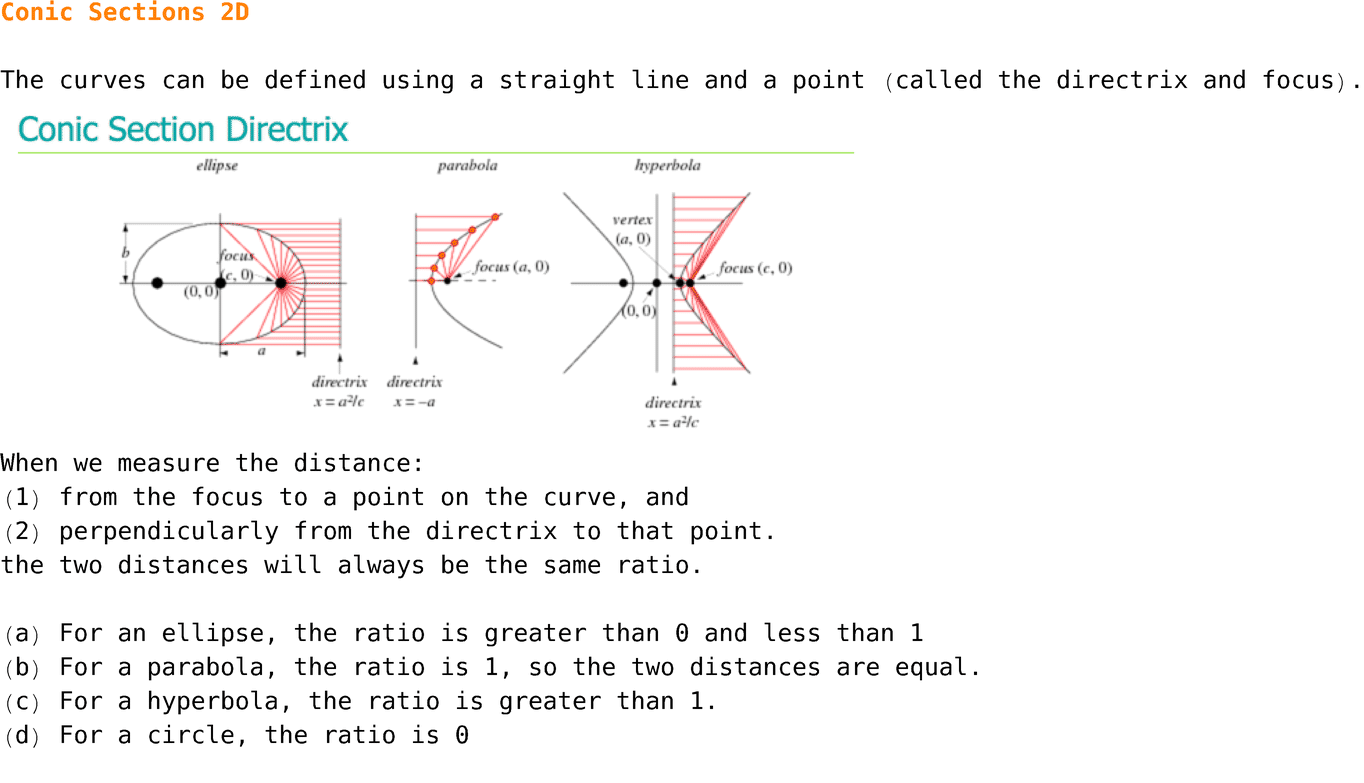 Conic Sections 2D
The curves can be defined using a straight line and a point (called the directrix and focus).
Conic Section Directrix
ellipse
parabola
hyperbola
b
focus
(c, 0)
(0, 0)
a
directrix
x = a²/c
focus (a, 0)
directrix
x = −a
vertex
(a, 0)
focus (c, 0)
(0, 0)
directrix
x = a²/c
When we measure the distance:
(1) from the focus to a point on the curve, and
(2) perpendicularly from the directrix to that point.
the two distances will always be the same ratio.
(a) For an ellipse, the ratio is greater than 0 and less than 1
(b) For a parabola, the ratio is 1, so the two distances are equal.
(c) For a hyperbola, the ratio is greater than 1.
(d) For a circle, the ratio is 0